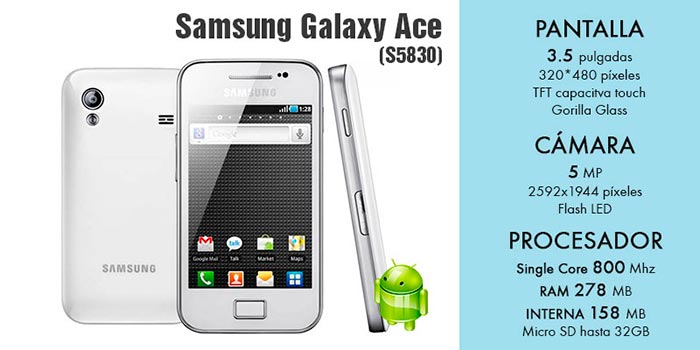 Samsung Galaxy Ace
(S5830)
SAMSUNG
1:28
Google
Gmail
Talk
Market
Maps
SAMSUNG
PANTALLA
3.5 pulgadas
320*480 píxeles
TFT capacitva touch
Gorilla Glass
CÁMARA
5 MP
2592x1944 píxeles
Flash LED
PROCESADOR
Single Core 800 Mhz
RAM 278 MB
INTERNA 158 MB
Micro SD hasta 32GB